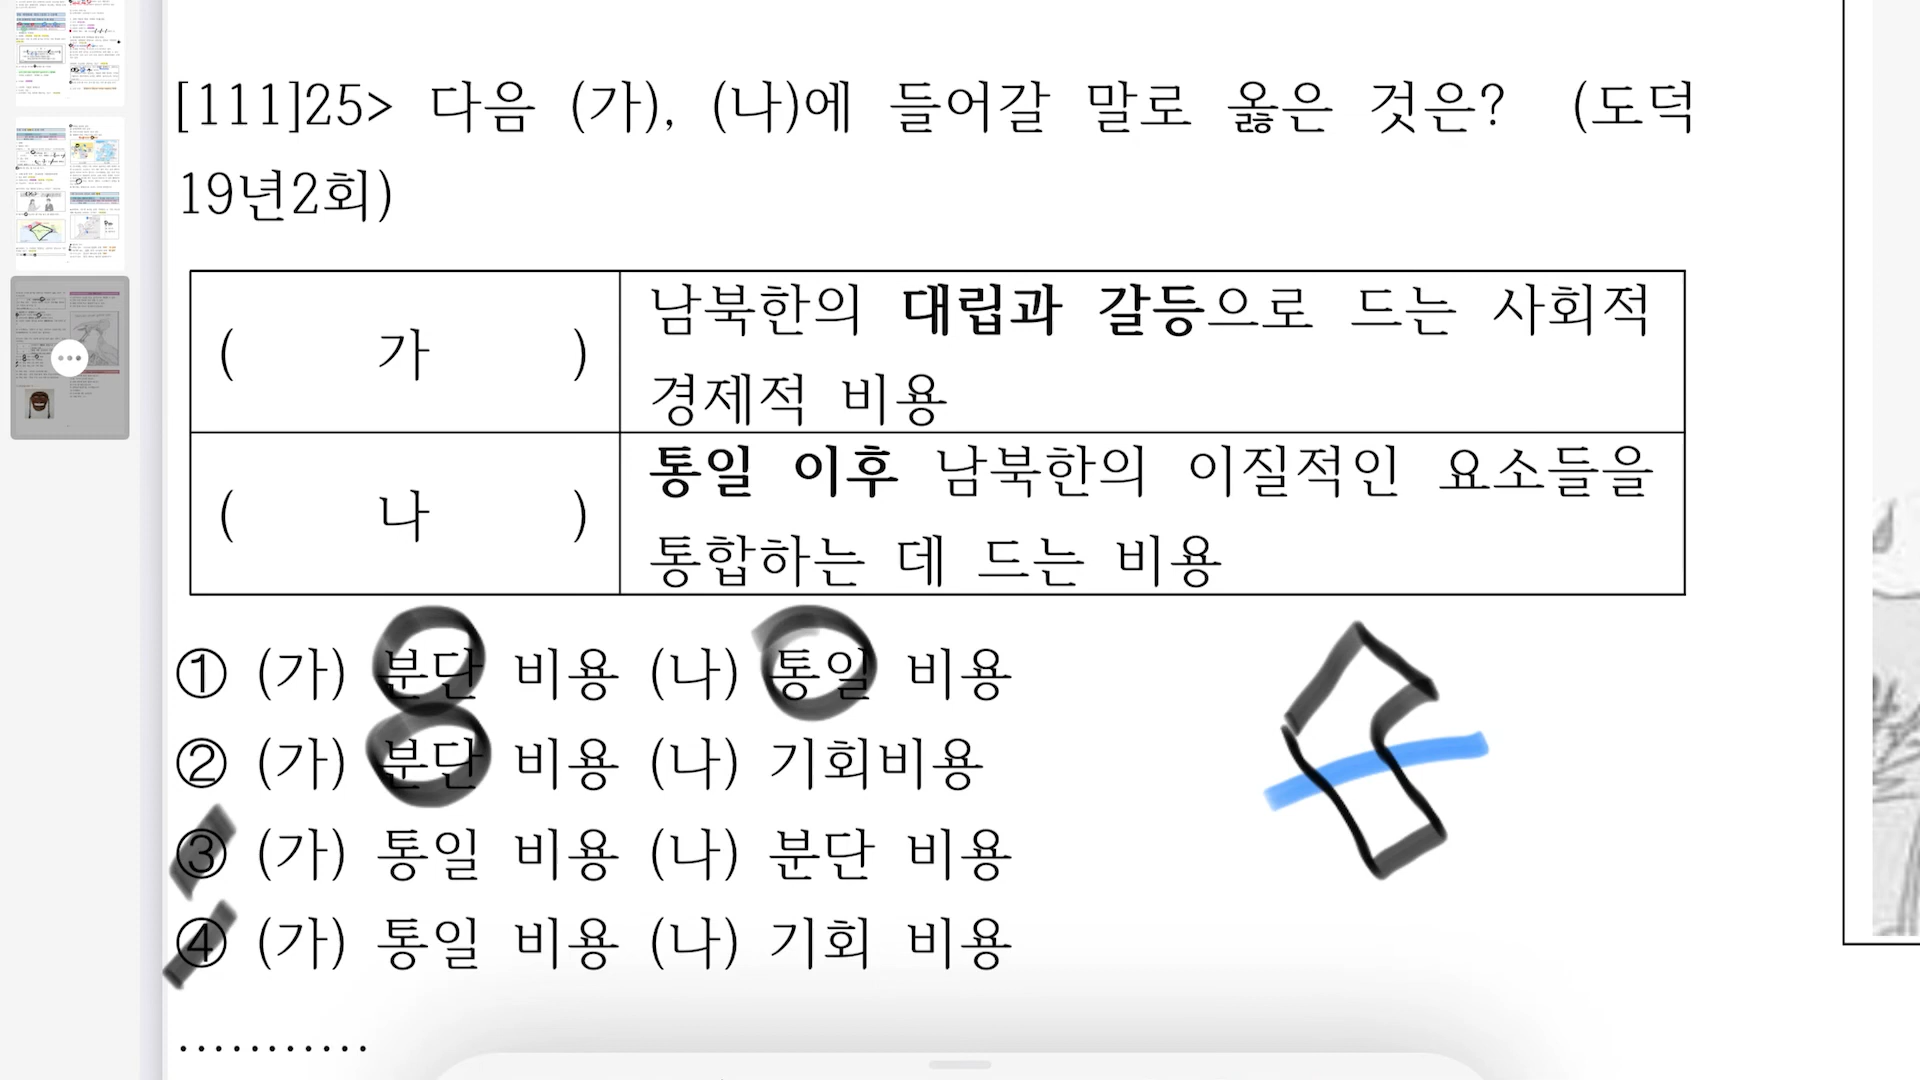 [111]25> 다음 (가), (나)에 들어갈 말로 옳은 것은? (도덕
19년2회)
( 가 ) 남북한의 대립과 갈등으로 드는 사회적
경제적 비용
( 나 ) 통일 이후 남북한의 이질적인 요소들을
통합하는 데 드는 비용
① (가) 분단 비용 (나) 통일 비용
② (가) 분단 비용 (나) 기회비용
③ (가) 통일 비용 (나) 분단 비용
④ (가) 통일 비용 (나) 기회 비용
...........